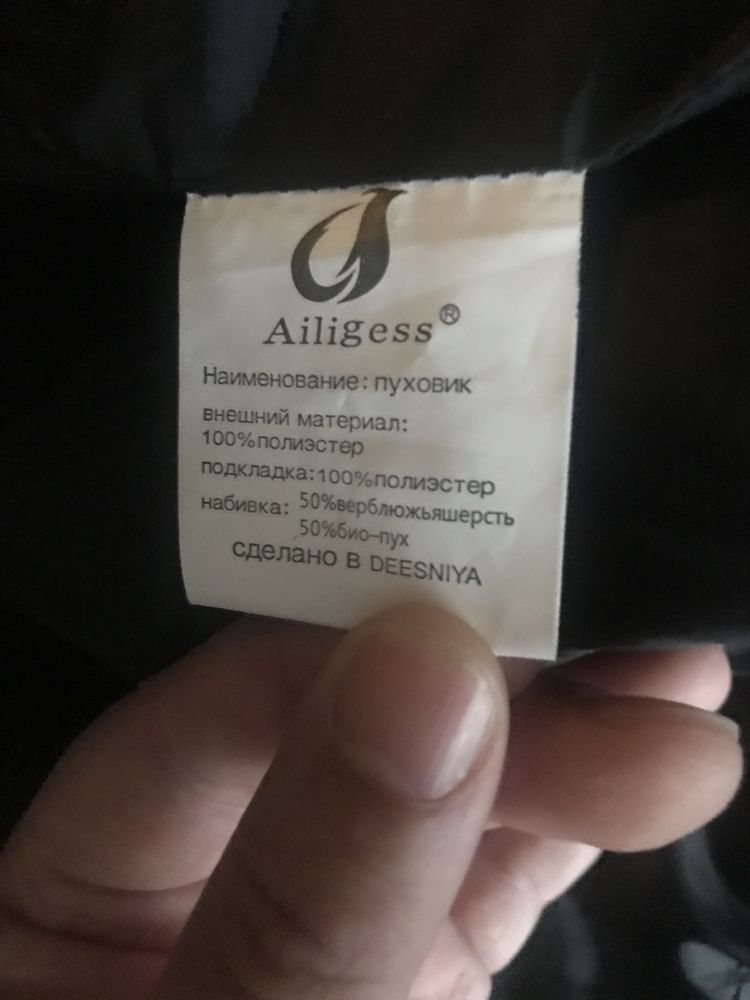 Ailigess®
Наименование: пуховик
внешний материал:
100%полиэстер
подкладка:100%полиэстер
набивка: 50%верблюжьяшерсть
50%био-пух
сделано в DEESNIYA